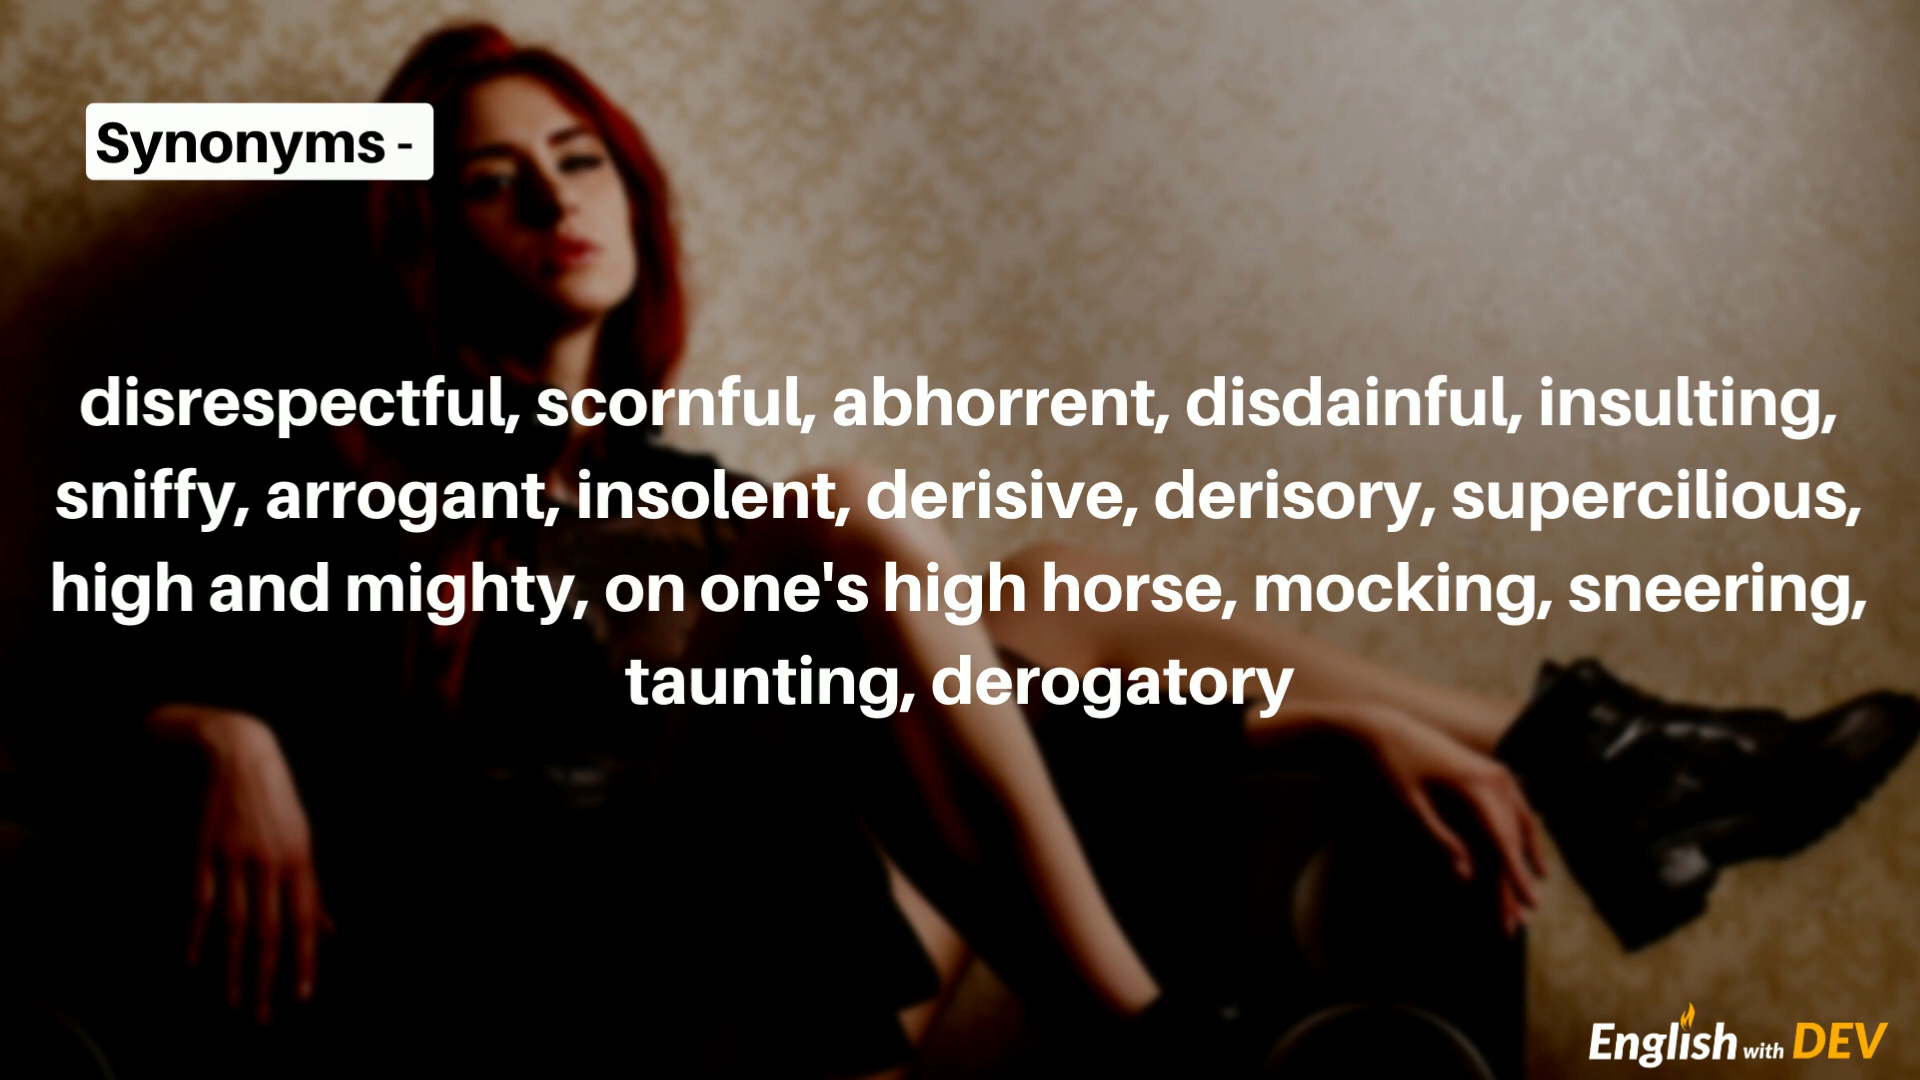 Synonyms -
disrespectful, scornful, abhorrent, disdainful, insulting,
sniffy, arrogant, insolent, derisive, derisory, supercilious,
high and mighty, on one's high horse, mocking, sneering,
taunting, derogatory
English with DEV